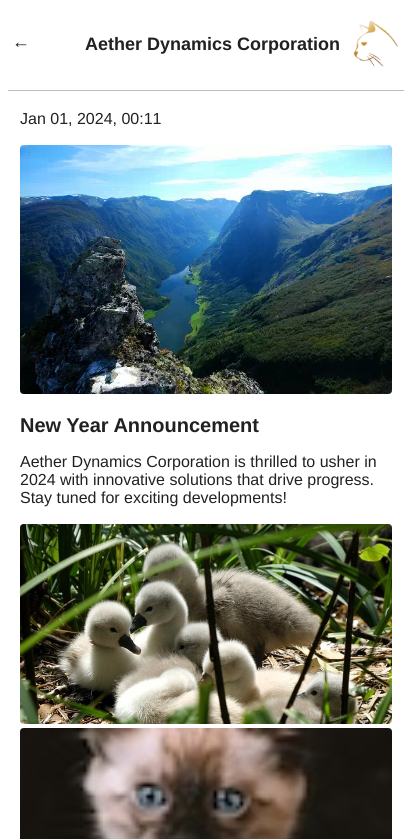 ← Aether Dynamics Corporation
Jan 01, 2024, 00:11
New Year Announcement
Aether Dynamics Corporation is thrilled to usher in
2024 with innovative solutions that drive progress.
Stay tuned for exciting developments!